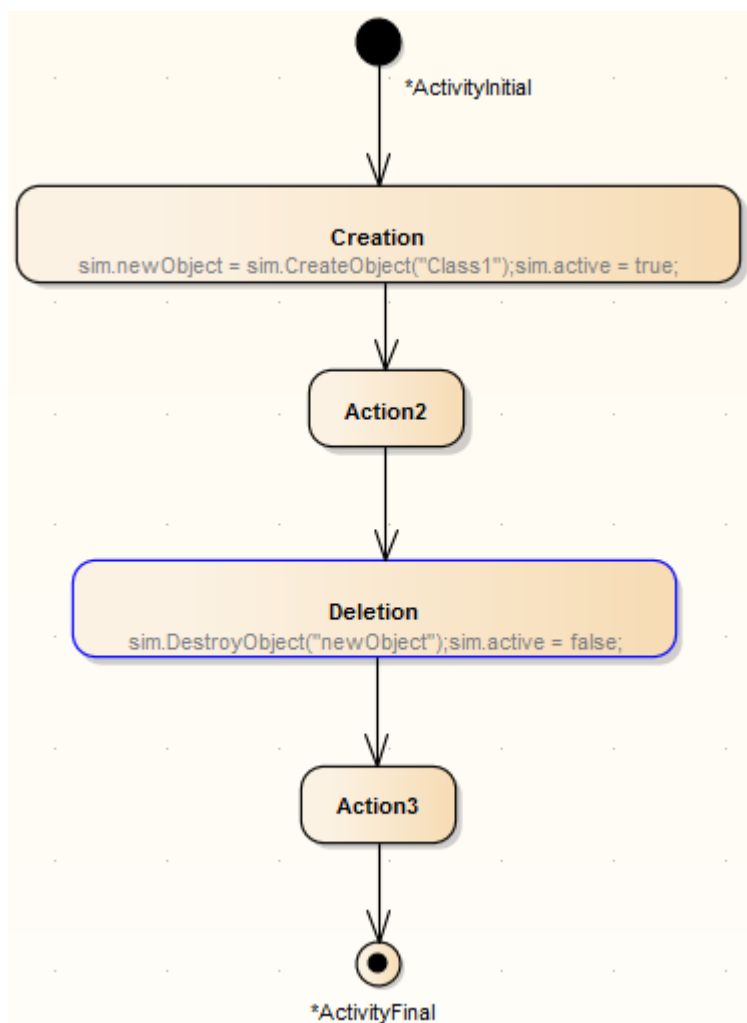 *ActivityInitial
Creation
sim.newObject = sim.CreateObject("Class1");sim.active = true;
Action2
Deletion
sim.DestroyObject("newObject");sim.active = false;
Action3
*ActivityFinal